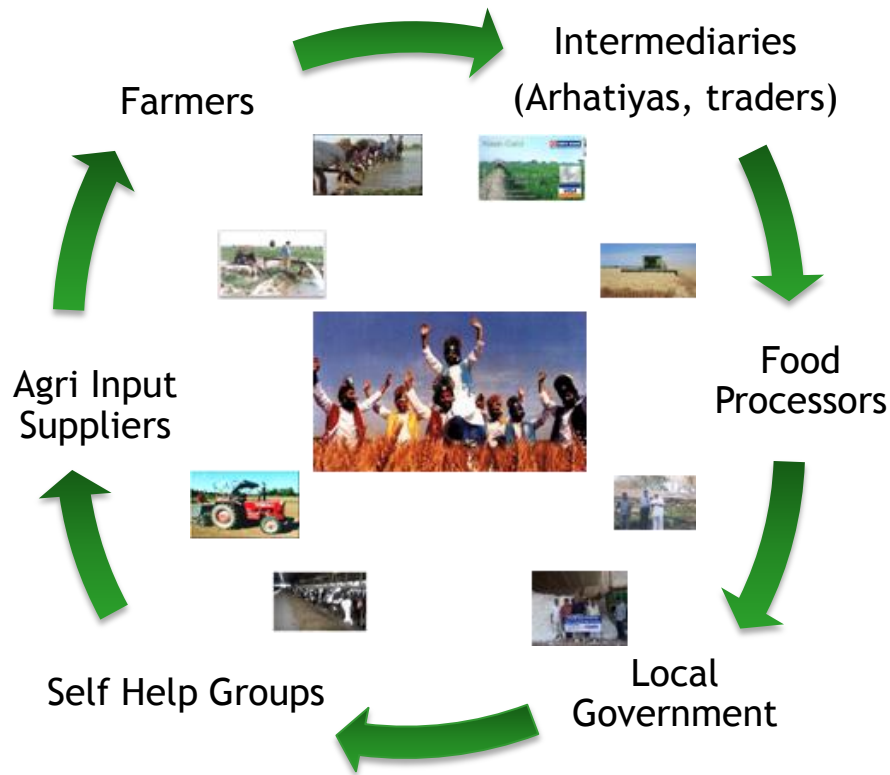 Farmers
Intermediaries
(Arhatiyas, traders)
Food
Processors
Local
Government
Self Help Groups
Agri Input
Suppliers